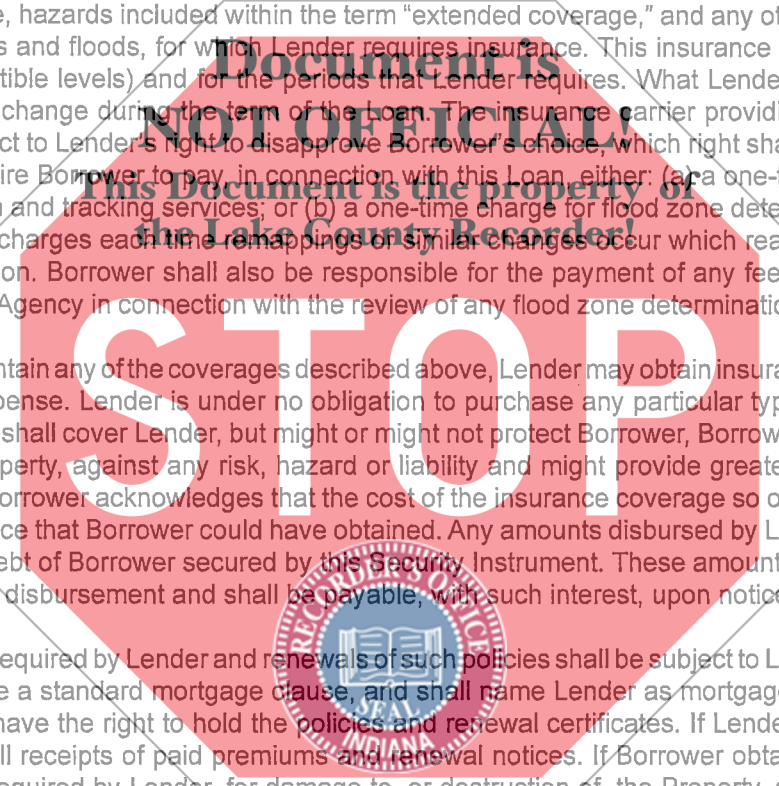 e, hazards included within the term “extended coverage,” and any of
s and floods, for which Lender requires insurance. This insurance
Document is
tible levels) and for the periods that Lender requires. What Lende
change during the term of the Loan. The insurance carrier providi
NOT OFFICIAL!
ct to Lender's right to disapprove Borrower's choice, which right sha
ire Borrower to pay, in connection with this Loan, either: (a) a one-t
This Document is the property of
n and tracking services; or (b) a one-time charge for flood zone dete
the Lake County Recorder!
charges each time remappings or similar changes occur which rea
on. Borrower shall also be responsible for the payment of any fee
Agency in connection with the review of any flood zone determinatio
STOP
ntain any of the coverages described above, Lender may obtain insura
pense. Lender is under no obligation to purchase any particular typ
shall cover Lender, but might or might not protect Borrower, Borrow
perty, against any risk, hazard or liability and might provide greate
orrower acknowledges that the cost of the insurance coverage so o
ce that Borrower could have obtained. Any amounts disbursed by L
ebt of Borrower secured by this Security Instrument. These amount
disbursement and shall be payable, with such interest, upon notice
RECORDER'S OFFICE
SEAL
INDIANA
equired by Lender and renewals of such policies shall be subject to L
e a standard mortgage clause, and shall name Lender as mortgage
have the right to hold the policies and renewal certificates. If Lende
ll receipts of paid premiums and renewal notices. If Borrower obta
equired by Lender, for damage to, or destruction of, the Property,